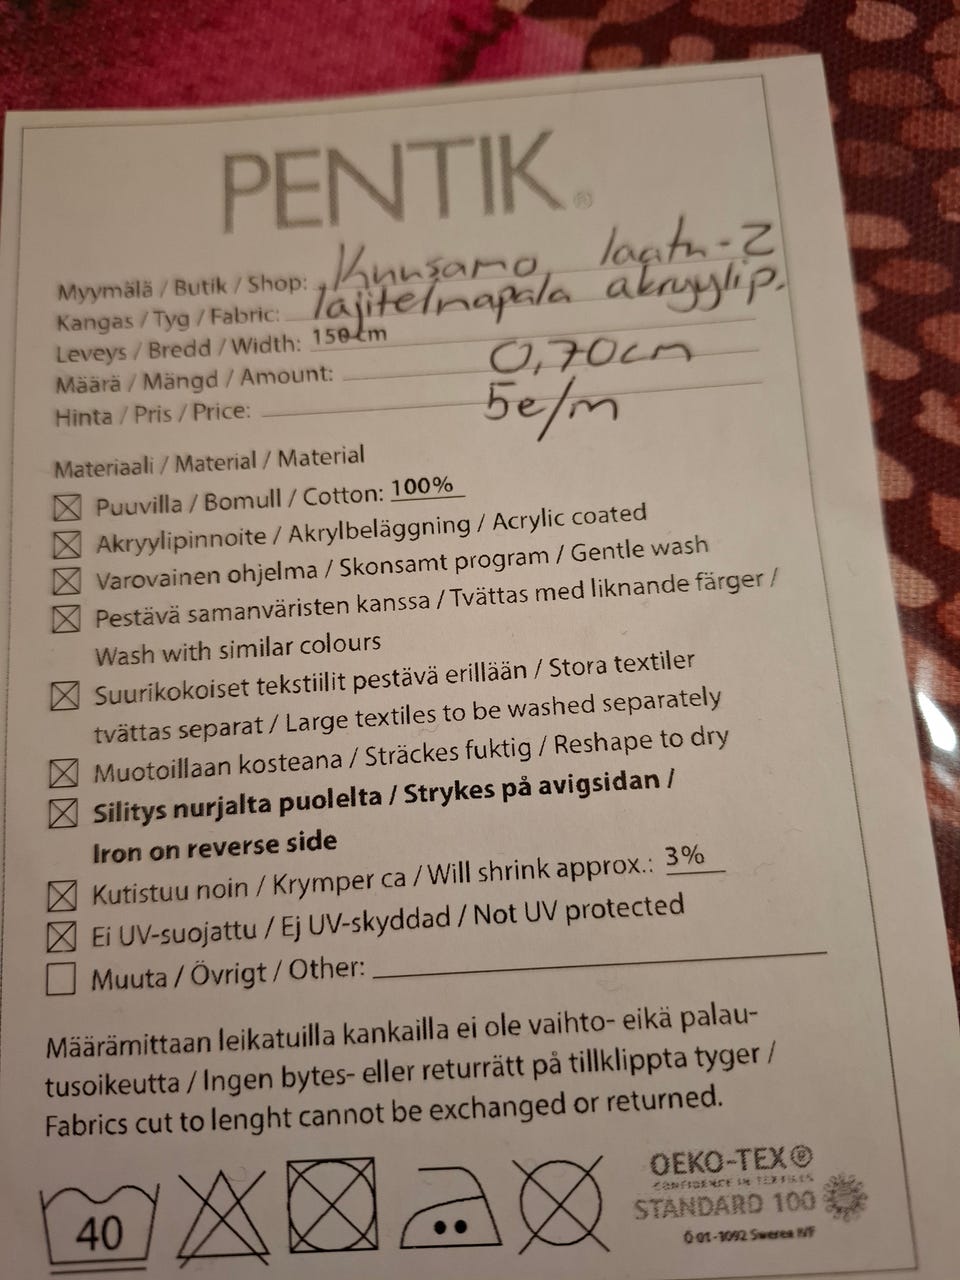 PENTIK®
Myymälä / Butik / Shop: Kuusamo, laatu-2
Kangas / Tyg / Fabric: lajitelmapala akryylip.
Leveys / Bredd / Width: 150 cm
Määrä / Mängd / Amount: 0,70cm
Hinta / Pris / Price: 5e/m
Materiaali / Material / Material
Puuvilla / Bomull / Cotton: 100%
Akryylipinnoite / Akrylbeläggning / Acrylic coated
Varovainen ohjelma / Skonsamt program / Gentle wash
Pestävä samanväristen kanssa / Tvättas med liknande färger /
Wash with similar colours
Suurikokoiset tekstiilit pestävä erillään / Stora textiler
tvättas separat / Large textiles to be washed separately
Muotoillaan kosteana / Sträckes fuktig / Reshape to dry
Silitys nurjalta puolelta / Strykes på avigsidan /
Iron on reverse side
Kutistuu noin / Krymper ca / Will shrink approx.: 3%
Ei UV-suojattu / Ej UV-skyddad / Not UV protected
Muuta / Övrigt / Other:
Määrämittaan leikatuilla kankailla ei ole vaihto- eikä palau-
tusoikeutta / Ingen bytes- eller returrätt på tillklippta tyger /
Fabrics cut to lenght cannot be exchanged or returned.
40
OEKO-TEX®
CONFIDENCE IN TEXTILES
STANDARD 100
Ö 01-1092 Swerea IVF